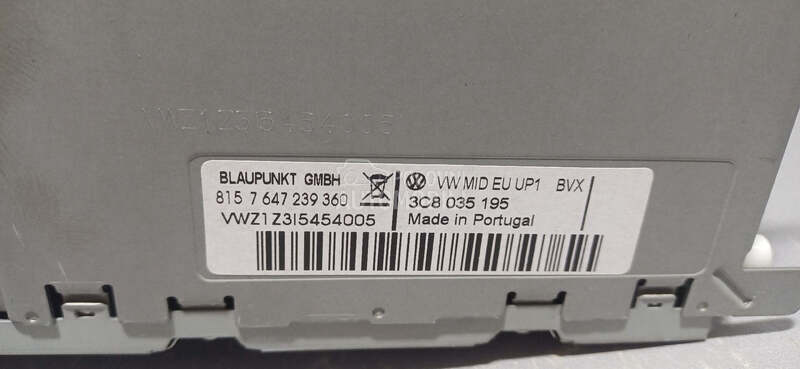 BLAUPUNKT GMBH
815 7 647 239 360
VWZ1Z3I5454005
VW MID EU UP1 BVX
3C8 035 195
Made in Portugal